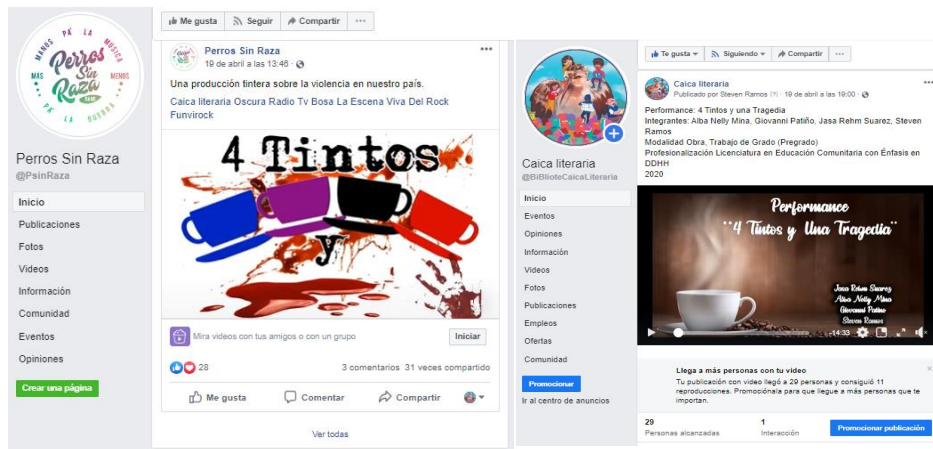 MANOS PA' LA MUSICA
Perros
Sin
Raza
MAS
MENOS
PA' LA GUERRA
Perros Sin Raza
@PsinRaza
Inicio
Publicaciones
Fotos
Videos
Información
Comunidad
Eventos
Opiniones
Crear una página
Me gusta
Seguir
Compartir
Perros Sin Raza
19 de abril a las 13:46
Una producción tintera sobre la violencia en nuestro país.
Caica literaria Oscura Radio Tv Bosa La Escena Viva Del Rock
Funvirock
4 Tintos
y
Mira videos con tus amigos o con un grupo
Iniciar
28
3 comentarios 31 veces compartido
Me gusta
Comentar
Compartir
Ver todas
Caica literaria
@BiBlioteCaicaLiteraria
Inicio
Eventos
Opiniones
Información
Videos
Fotos
Publicaciones
Empleos
Ofertas
Comunidad
Promocionar
Ir al centro de anuncios
Te gusta
Siguiendo
Compartir
Caica literaria
Publicado por Steven Ramos [?] · 19 de abril a las 19:00
Performance: 4 Tintos y una Tragedia
Integrantes: Alba Nelly Mina, Giovanni Patiño, Jasa Rehm Suarez, Steven
Ramos
Modalidad Obra, Trabajo de Grado (Pregrado)
Profesionalización Licenciatura en Educación Comunitaria con Énfasis en
DDHH
2020
Performance
¨4 Tintos y Una Tragedia¨
Jasa Rehm Suarez
Alba Nelly Mina
Giovanni Patiño
Steven Ramos
-14:33
Llega a más personas con tu video
Tu publicación con video llegó a 29 personas y consiguió 11
reproducciones. Promociónala para que llegue a más personas que te
importan.
29
Personas alcanzadas
1
Interacción
Promocionar publicación